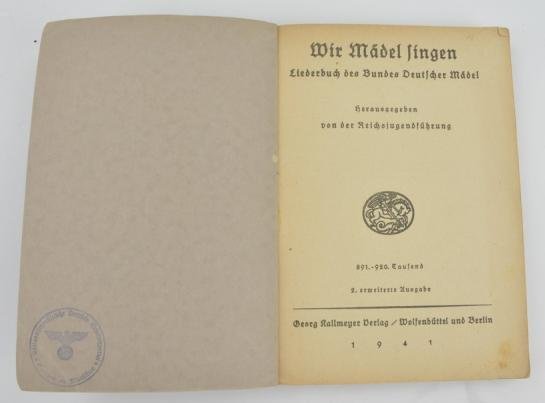 Wir Mädel singen
Liederbuch des Bundes Deutscher Mädel
Herausgegeben
von der Reichsjugendführung
891.-920. Tausend
2. erweiterte Ausgabe
Georg Kallmeyer Verlag / Wolfenbüttel und Berlin
1941